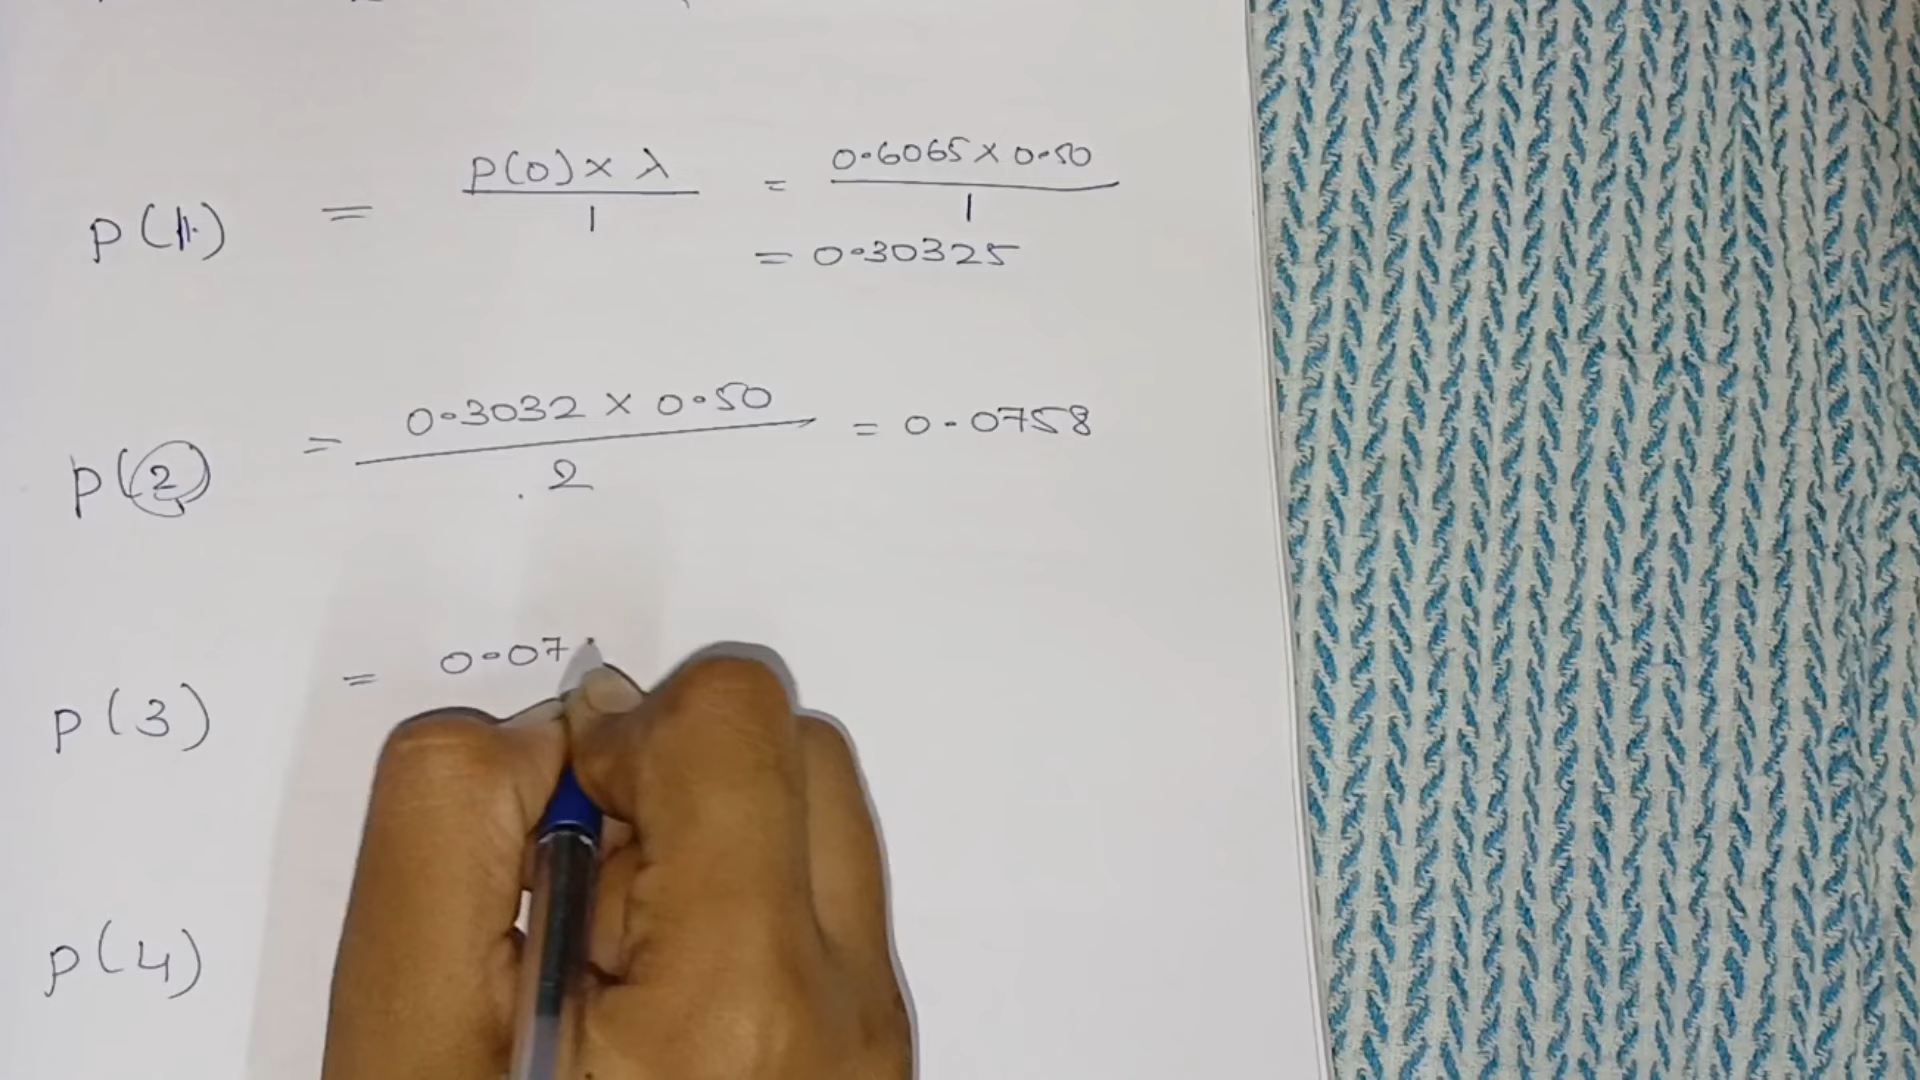 P(1) = P(0) × λ / 1 = 0.6065 × 0.50 / 1
= 0.30325
P(2) = 0.3032 × 0.50 / 2 = 0.0758
P(3) = 0.07
P(4)